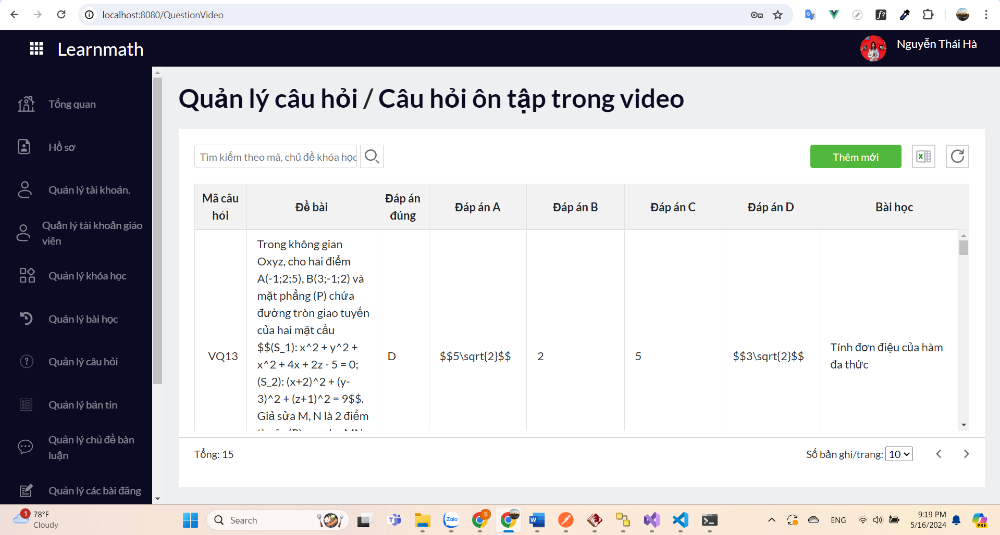 localhost:8080/QuestionVideo
Learnmath
Nguyễn Thái Hà
Tổng quan
Hồ sơ
Quản lý tài khoản.
Quản lý tài khoản giáo
viên
Quản lý khóa học
Quản lý bài học
Quản lý câu hỏi
Quản lý bản tin
Quản lý chủ đề bàn
luận
Quản lý các bài đăng
Quản lý câu hỏi / Câu hỏi ôn tập trong video
Tìm kiếm theo mã, chủ đề khóa học
Thêm mới
Mã câu
hỏi
Đề bài
Đáp án
đúng
Đáp án A
Đáp án B
Đáp án C
Đáp án D
Bài học
VQ13
Trong không gian
Oxyz, cho hai điểm
A(-1;2;5), B(3;-1;2) và
mặt phẳng (P) chứa
đường tròn giao tuyến
của hai mặt cầu
$$(S_1): x^2 + y^2 +
x^2 + 4x + 2z - 5 = 0;
(S_2): (x+2)^2 + (y-
3)^2 + (z+1)^2 = 9$$.
Giả sửa M, N là 2 điểm
D
$$5\sqrt{2}$$
2
5
$$3\sqrt{2}$$
Tính đơn điệu của hàm
đa thức
Tổng: 15
Số bản ghi/trang: 10
1
78°F
Cloudy
Search
Zalo
S
ENG
9:19 PM
5/16/2024
PRE